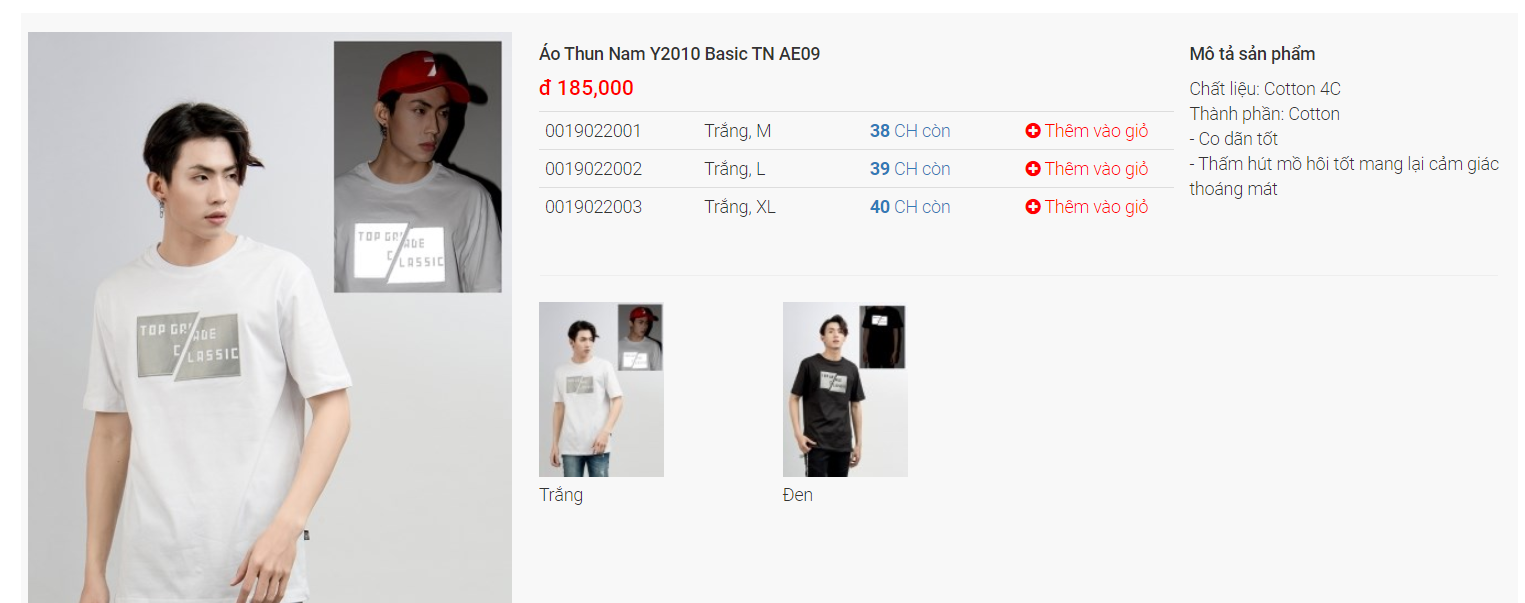 TOP GRADE
CLASSIC
TOP GRADE
CLASSIC
Áo Thun Nam Y2010 Basic TN AE09
đ 185,000
0019022001 Trắng, M 38 CH còn Thêm vào giỏ
0019022002 Trắng, L 39 CH còn Thêm vào giỏ
0019022003 Trắng, XL 40 CH còn Thêm vào giỏ
Mô tả sản phẩm
Chất liệu: Cotton 4C
Thành phần: Cotton
- Co dãn tốt
- Thấm hút mồ hôi tốt mang lại cảm giác
thoáng mát
Trắng
Đen